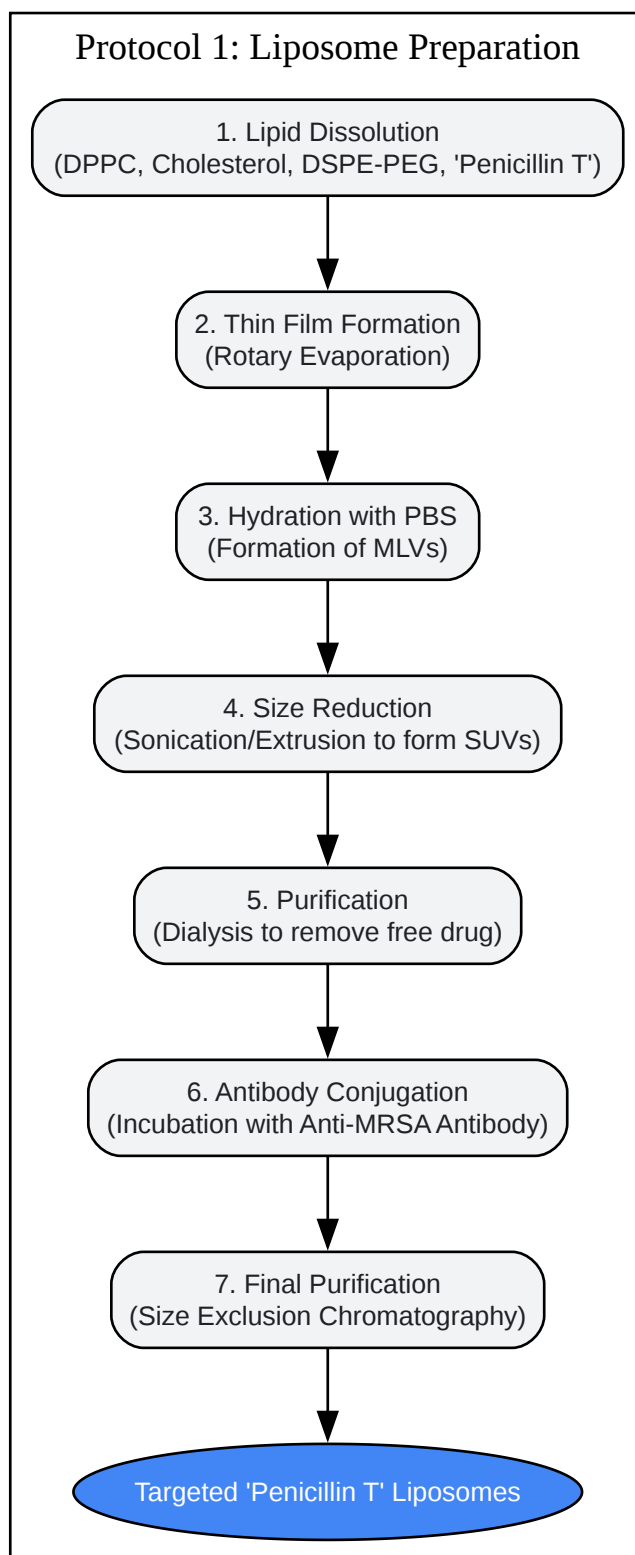 Protocol 1: Liposome Preparation
1. Lipid Dissolution
(DPPC, Cholesterol, DSPE-PEG, 'Penicillin T')
2. Thin Film Formation
(Rotary Evaporation)
3. Hydration with PBS
(Formation of MLVs)
4. Size Reduction
(Sonication/Extrusion to form SUVs)
5. Purification
(Dialysis to remove free drug)
6. Antibody Conjugation
(Incubation with Anti-MRSA Antibody)
7. Final Purification
(Size Exclusion Chromatography)
Targeted 'Penicillin T' Liposomes